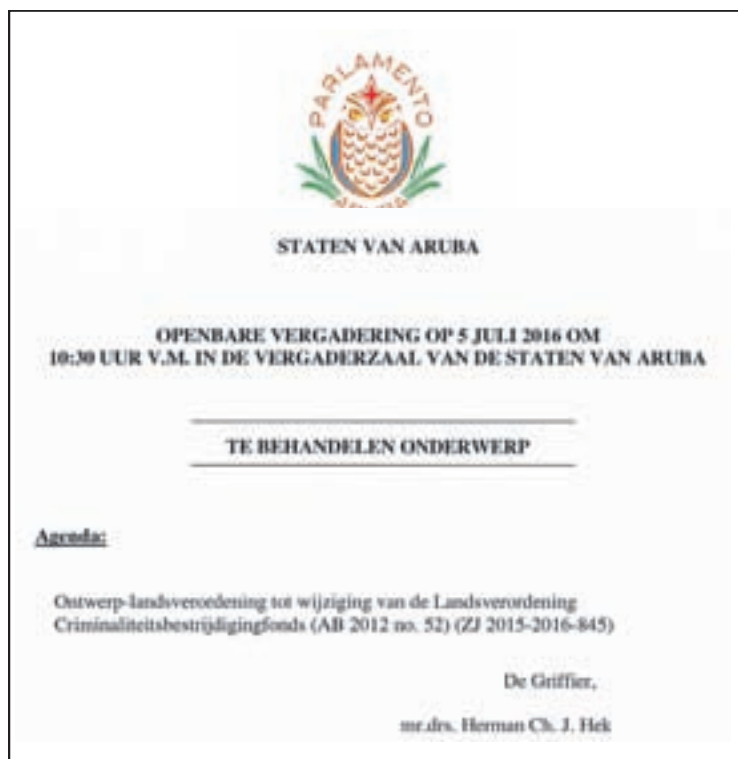 PARLAMENTO
ARUBA
STATEN VAN ARUBA
OPENBARE VERGADERING OP 5 JULI 2016 OM
10:30 UUR V.M. IN DE VERGADERZAAL VAN DE STATEN VAN ARUBA
TE BEHANDELEN ONDERWERP
Agenda:
Ontwerp-landsverordening tot wijziging van de Landsverordening
Criminaliteitsbestrijdigingfonds (AB 2012 no. 52) (ZJ 2015-2016-845)
De Griffier,
mr.drs. Herman Ch. J. Hek